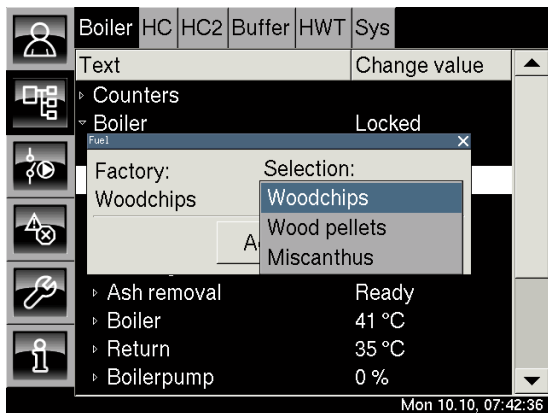 Boiler HC HC2 Buffer HWT Sys
Text Change value
Counters
Boiler Locked
Fuel
Factory: Selection:
Woodchips Woodchips
Wood pellets
Miscanthus
Ash removal Ready
Boiler 41 °C
Return 35 °C
Boilerpump 0 %
Mon 10.10, 07:42:36